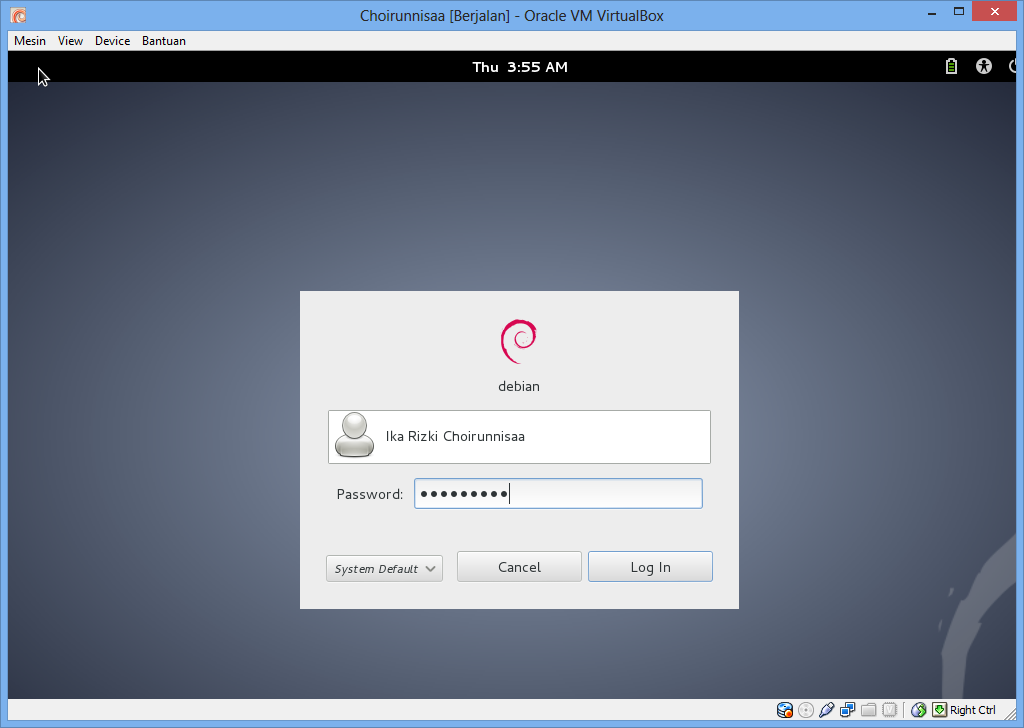 Choirunnisaa [Berjalan] - Oracle VM VirtualBox
Mesin View Device Bantuan
Thu 3:55 AM
debian
Ika Rizki Choirunnisaa
Password: •••••••••
System Default Cancel Log In
Right Ctrl